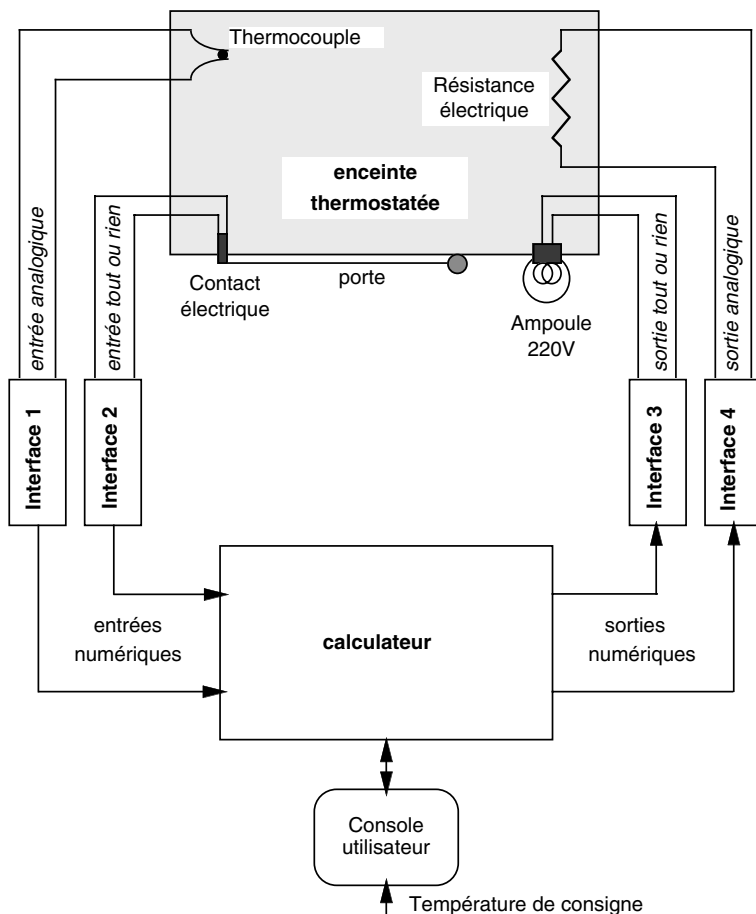 Thermocouple
Résistance
électrique
enceinte
thermostatée
entrée analogique
entrée tout ou rien
sortie tout ou rien
sortie analogique
Contact
électrique
porte
Ampoule
220V
Interface 1
Interface 2
Interface 3
Interface 4
entrées
numériques
calculateur
sorties
numériques
Console
utilisateur
Température de consigne